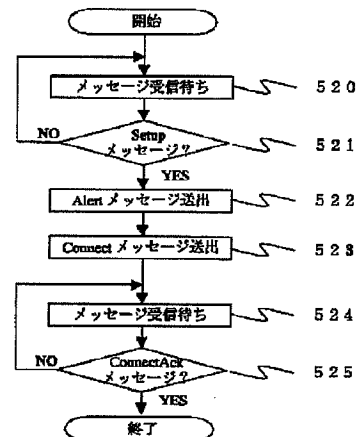 開始
メッセージ受信待ち
520
NO
Setup
メッセージ?
521
YES
Alert メッセージ送出
522
Connect メッセージ送出
523
メッセージ受信待ち
524
NO
ConnectAck
メッセージ?
525
YES
終了